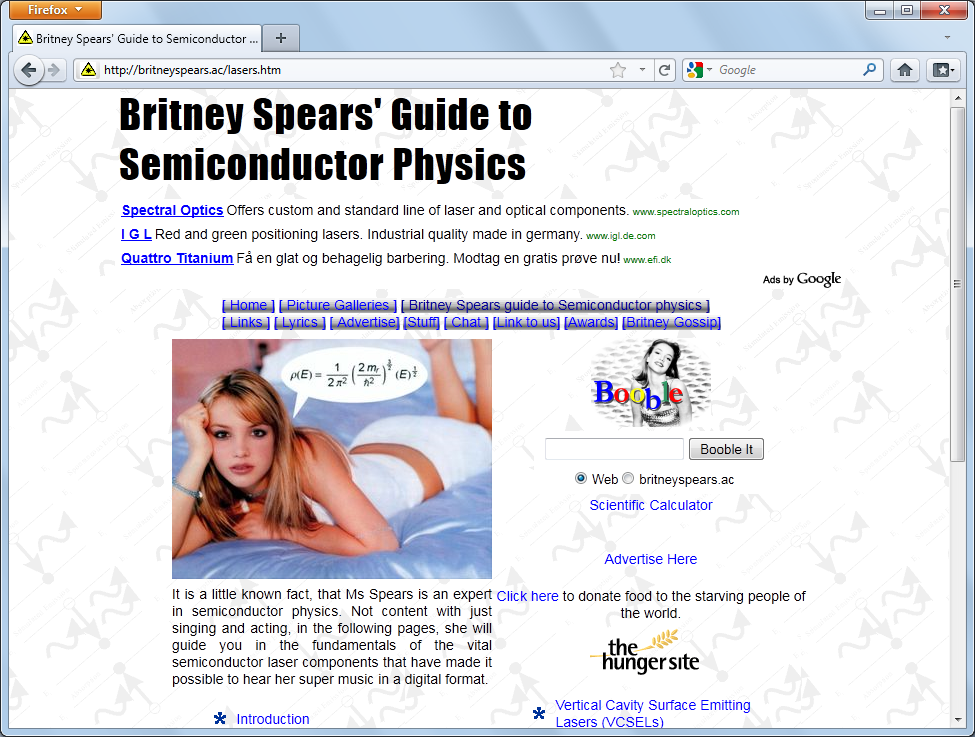 Firefox
Britney Spears' Guide to Semiconductor ...
http://britneyspears.ac/lasers.htm
Google
Britney Spears' Guide to
Semiconductor Physics
Spectral Optics Offers custom and standard line of laser and optical components. www.spectraloptics.com
I G L Red and green positioning lasers. Industrial quality made in germany. www.igl.de.com
Quattro Titanium Få en glat og behagelig barbering. Modtag en gratis prøve nu! www.efi.dk
Ads by Google
[ Home ] [ Picture Galleries ] [ Britney Spears guide to Semiconductor physics ]
[ Links ] [ Lyrics ] [ Advertise] [Stuff] [ Chat ] [Link to us] [Awards] [Britney Gossip]
ρ(E) = 1/2π² (2m_r/ħ²)^3/2 (E)^1/2
It is a little known fact, that Ms Spears is an expert
in semiconductor physics. Not content with just
singing and acting, in the following pages, she will
guide you in the fundamentals of the vital
semiconductor laser components that have made it
possible to hear her super music in a digital format.
Introduction
Booble
Booble It
Web britneyspears.ac
Scientific Calculator
Advertise Here
Click here to donate food to the starving people of
the world.
the
hunger site
Vertical Cavity Surface Emitting
Lasers (VCSELs)